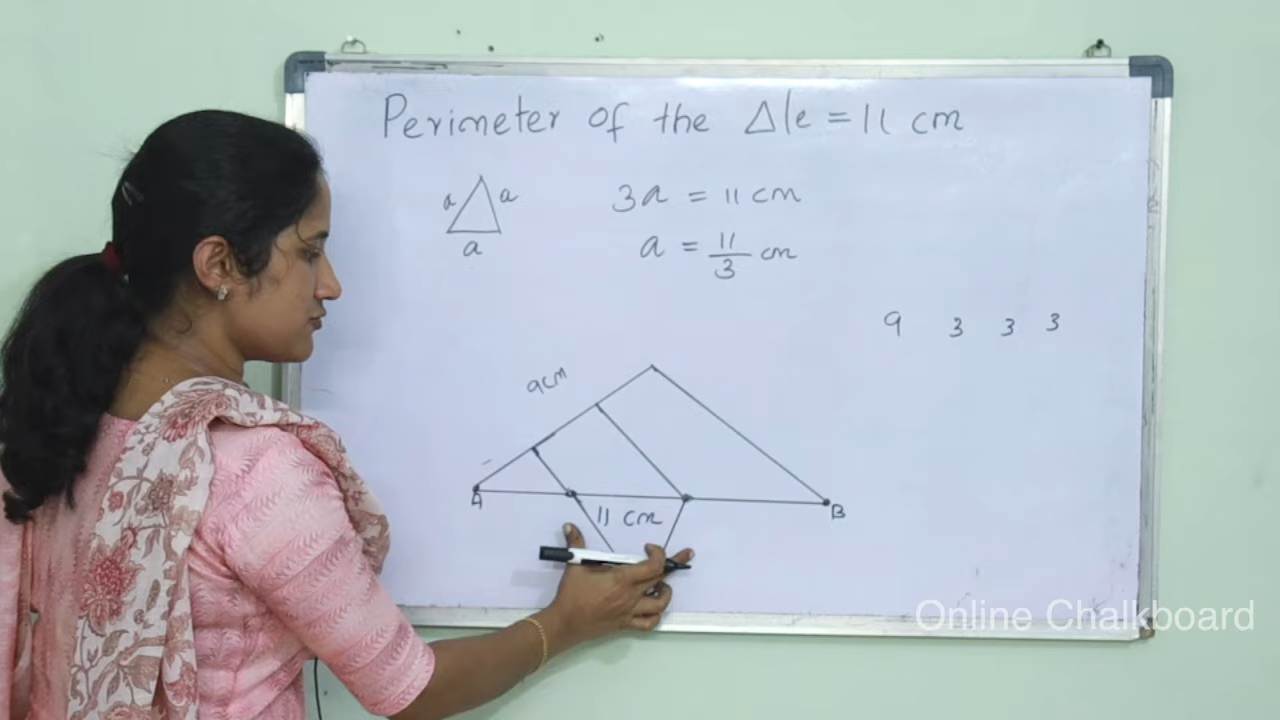 Perimeter of the Δle = 11 cm
a a
a
3a = 11 cm
a = 11/3 cm
9 3 3 3
9cm
A B
11 cm
Online Chalkboard